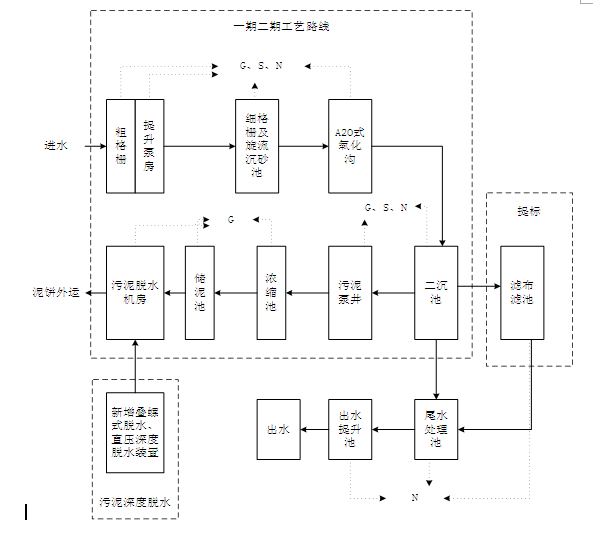 一期二期工艺路线
G、S、N
进水
粗
格
栅
提
升
泵
房
细格
栅及
旋流
沉砂
池
A2O式
氧化
沟
G、S、N
G
提标
泥饼外运
污泥脱水
机房
储
泥
池
浓
缩
池
污泥
泵井
二沉
池
滤布
滤池
新增叠螺
式脱水、
直压深度
脱水装置
污泥深度脱水
出水
出水
提升
池
尾水
处理
池
N